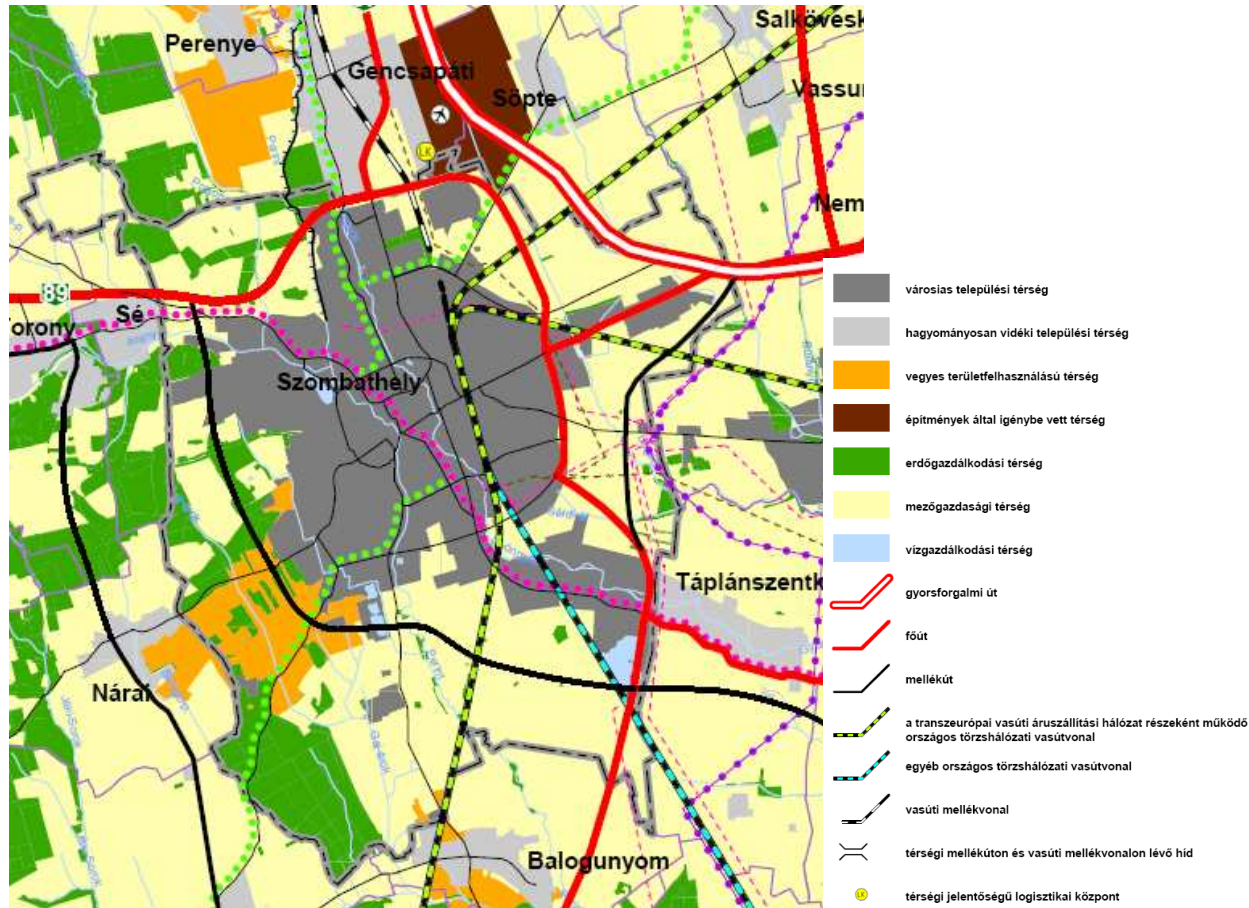 Perenye
Salkövesk
Gencsapáti
Söpte
Vassu
LK
Nem
89
Sé
orony
Szombathely
Táplánszentk
Nárai
Balogunyom
városias települési térség
hagyományosan vidéki települési térség
vegyes területfelhasználású térség
építmények által igénybe vett térség
erdőgazdálkodási térség
mezőgazdasági térség
vízgazdálkodási térség
gyorsforgalmi út
főút
mellékút
a transzeurópai vasúti áruszállítási hálózat részeként működő
országos törzshálózati vasútvonal
egyéb országos törzshálózati vasútvonal
vasúti mellékvonal
térségi mellékúton és vasúti mellékvonalon lévő híd
LK
térségi jelentőségű logisztikai központ